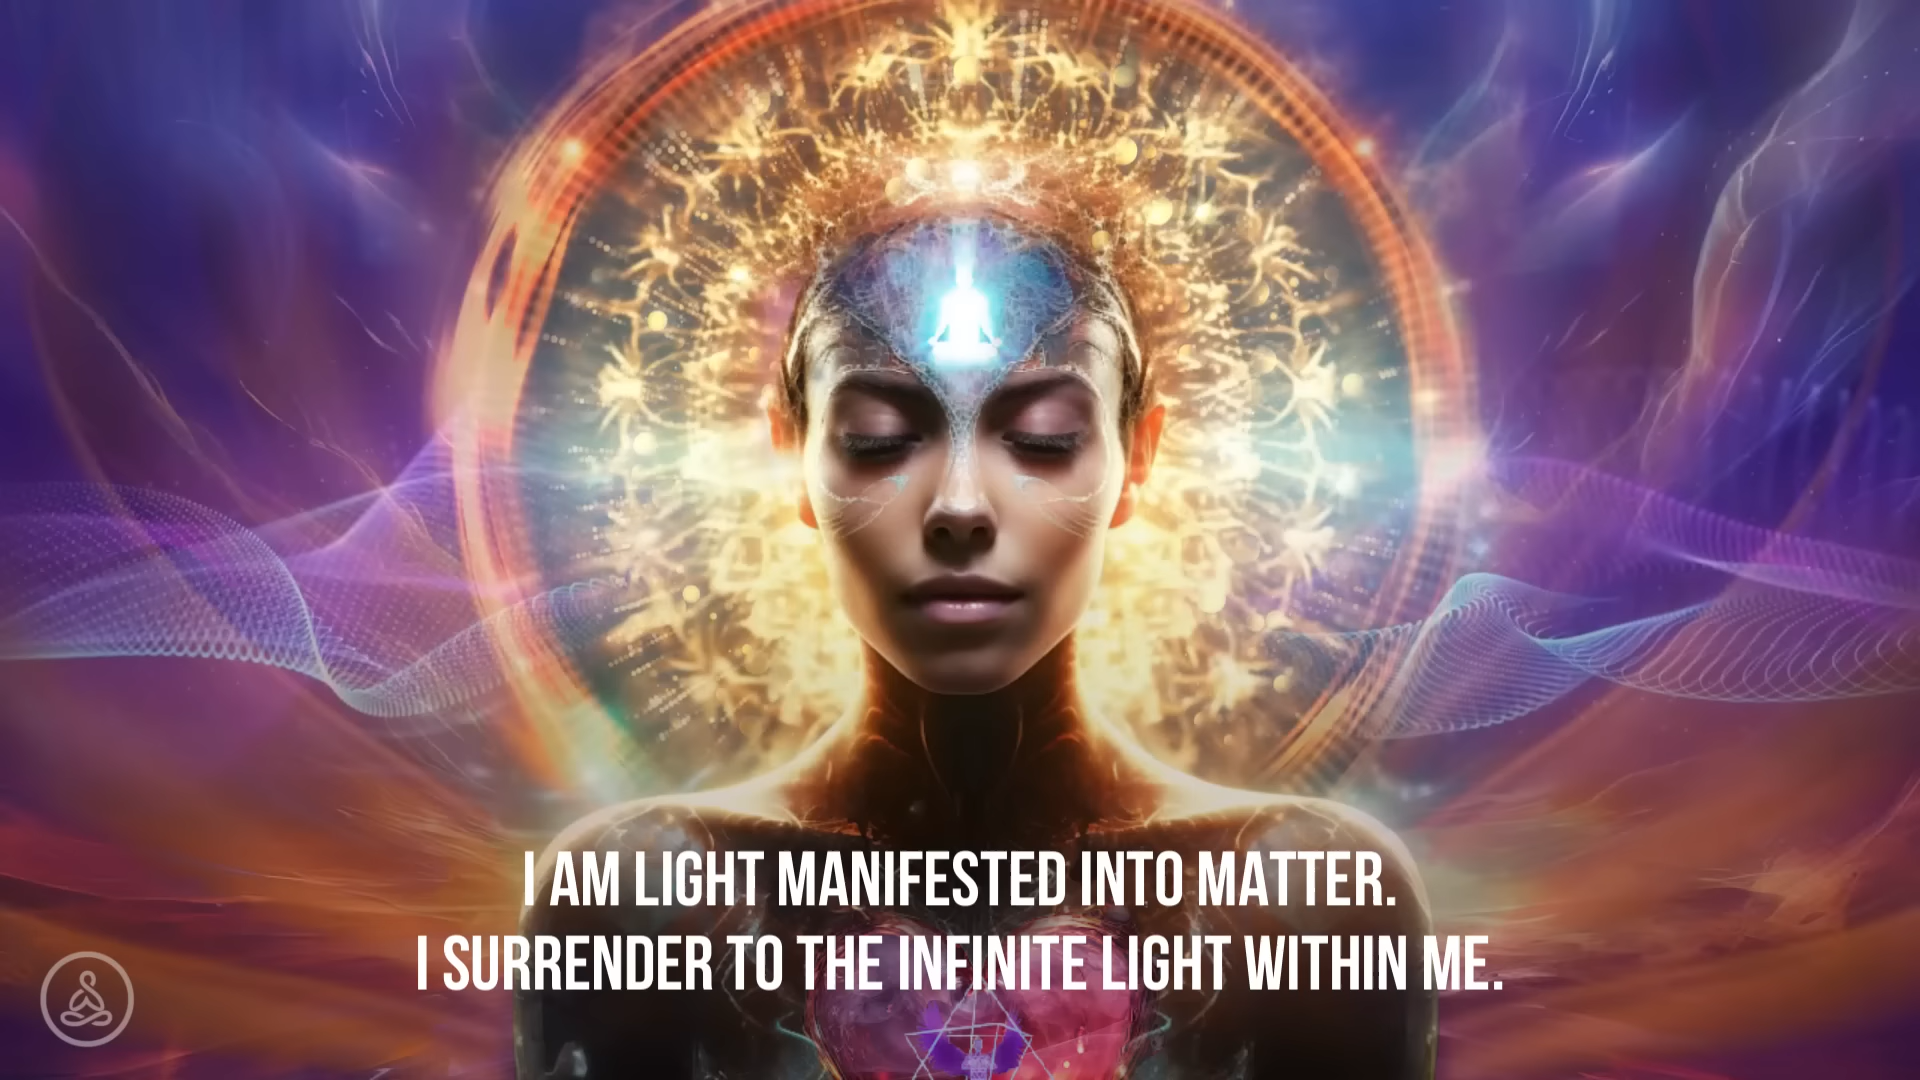 I AM LIGHT MANIFESTED INTO MATTER.
I SURRENDER TO THE INFINITE LIGHT WITHIN ME.